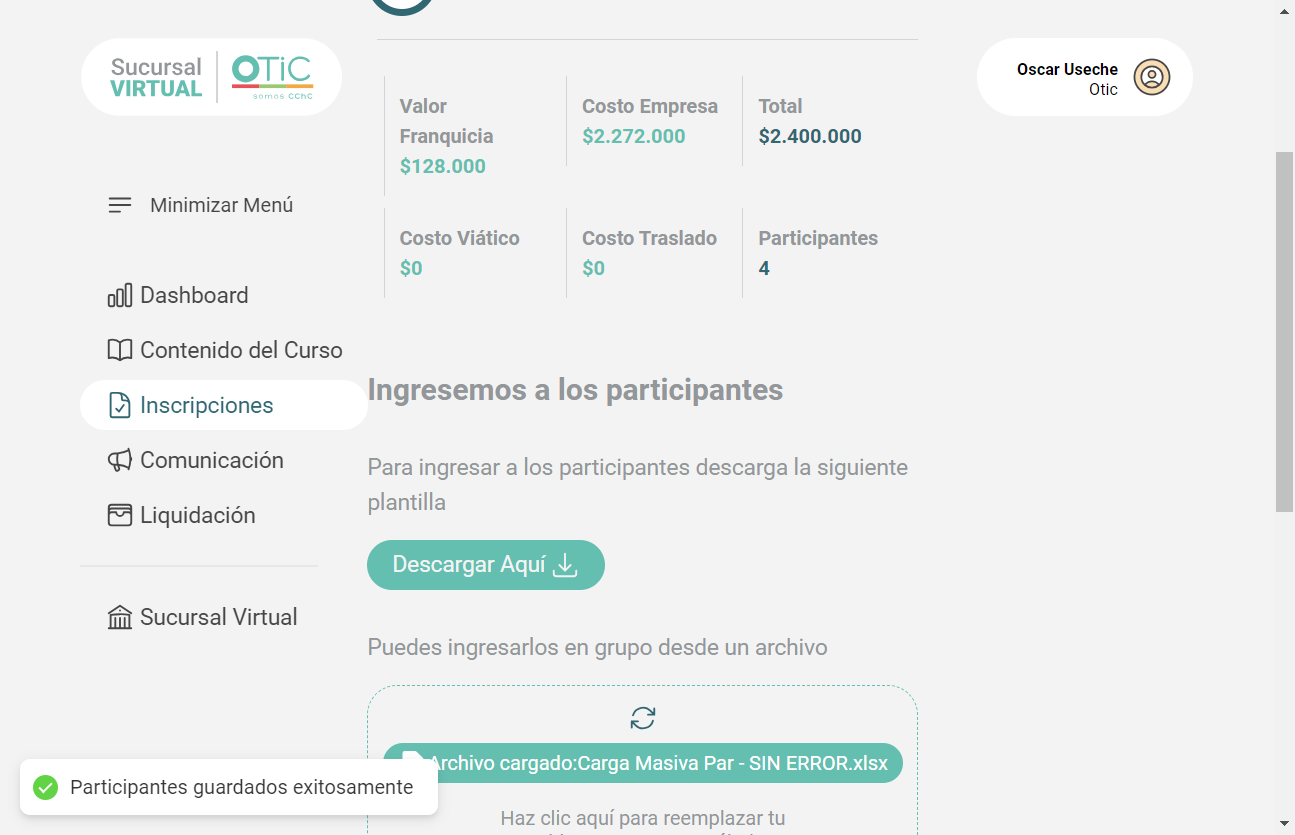 Sucursal
VIRTUAL
OTiC
somos CChC
Oscar Useche
Otic
Valor
Franquicia
$128.000
Costo Empresa
$2.272.000
Total
$2.400.000
Minimizar Menú
Costo Viático
$0
Costo Traslado
$0
Participantes
4
Dashboard
Contenido del Curso
Inscripciones
Comunicación
Liquidación
Sucursal Virtual
Ingresemos a los participantes
Para ingresar a los participantes descarga la siguiente
plantilla
Descargar Aquí
Puedes ingresarlos en grupo desde un archivo
Archivo cargado:Carga Masiva Par - SIN ERROR.xlsx
Participantes guardados exitosamente
Haz clic aquí para reemplazar tu